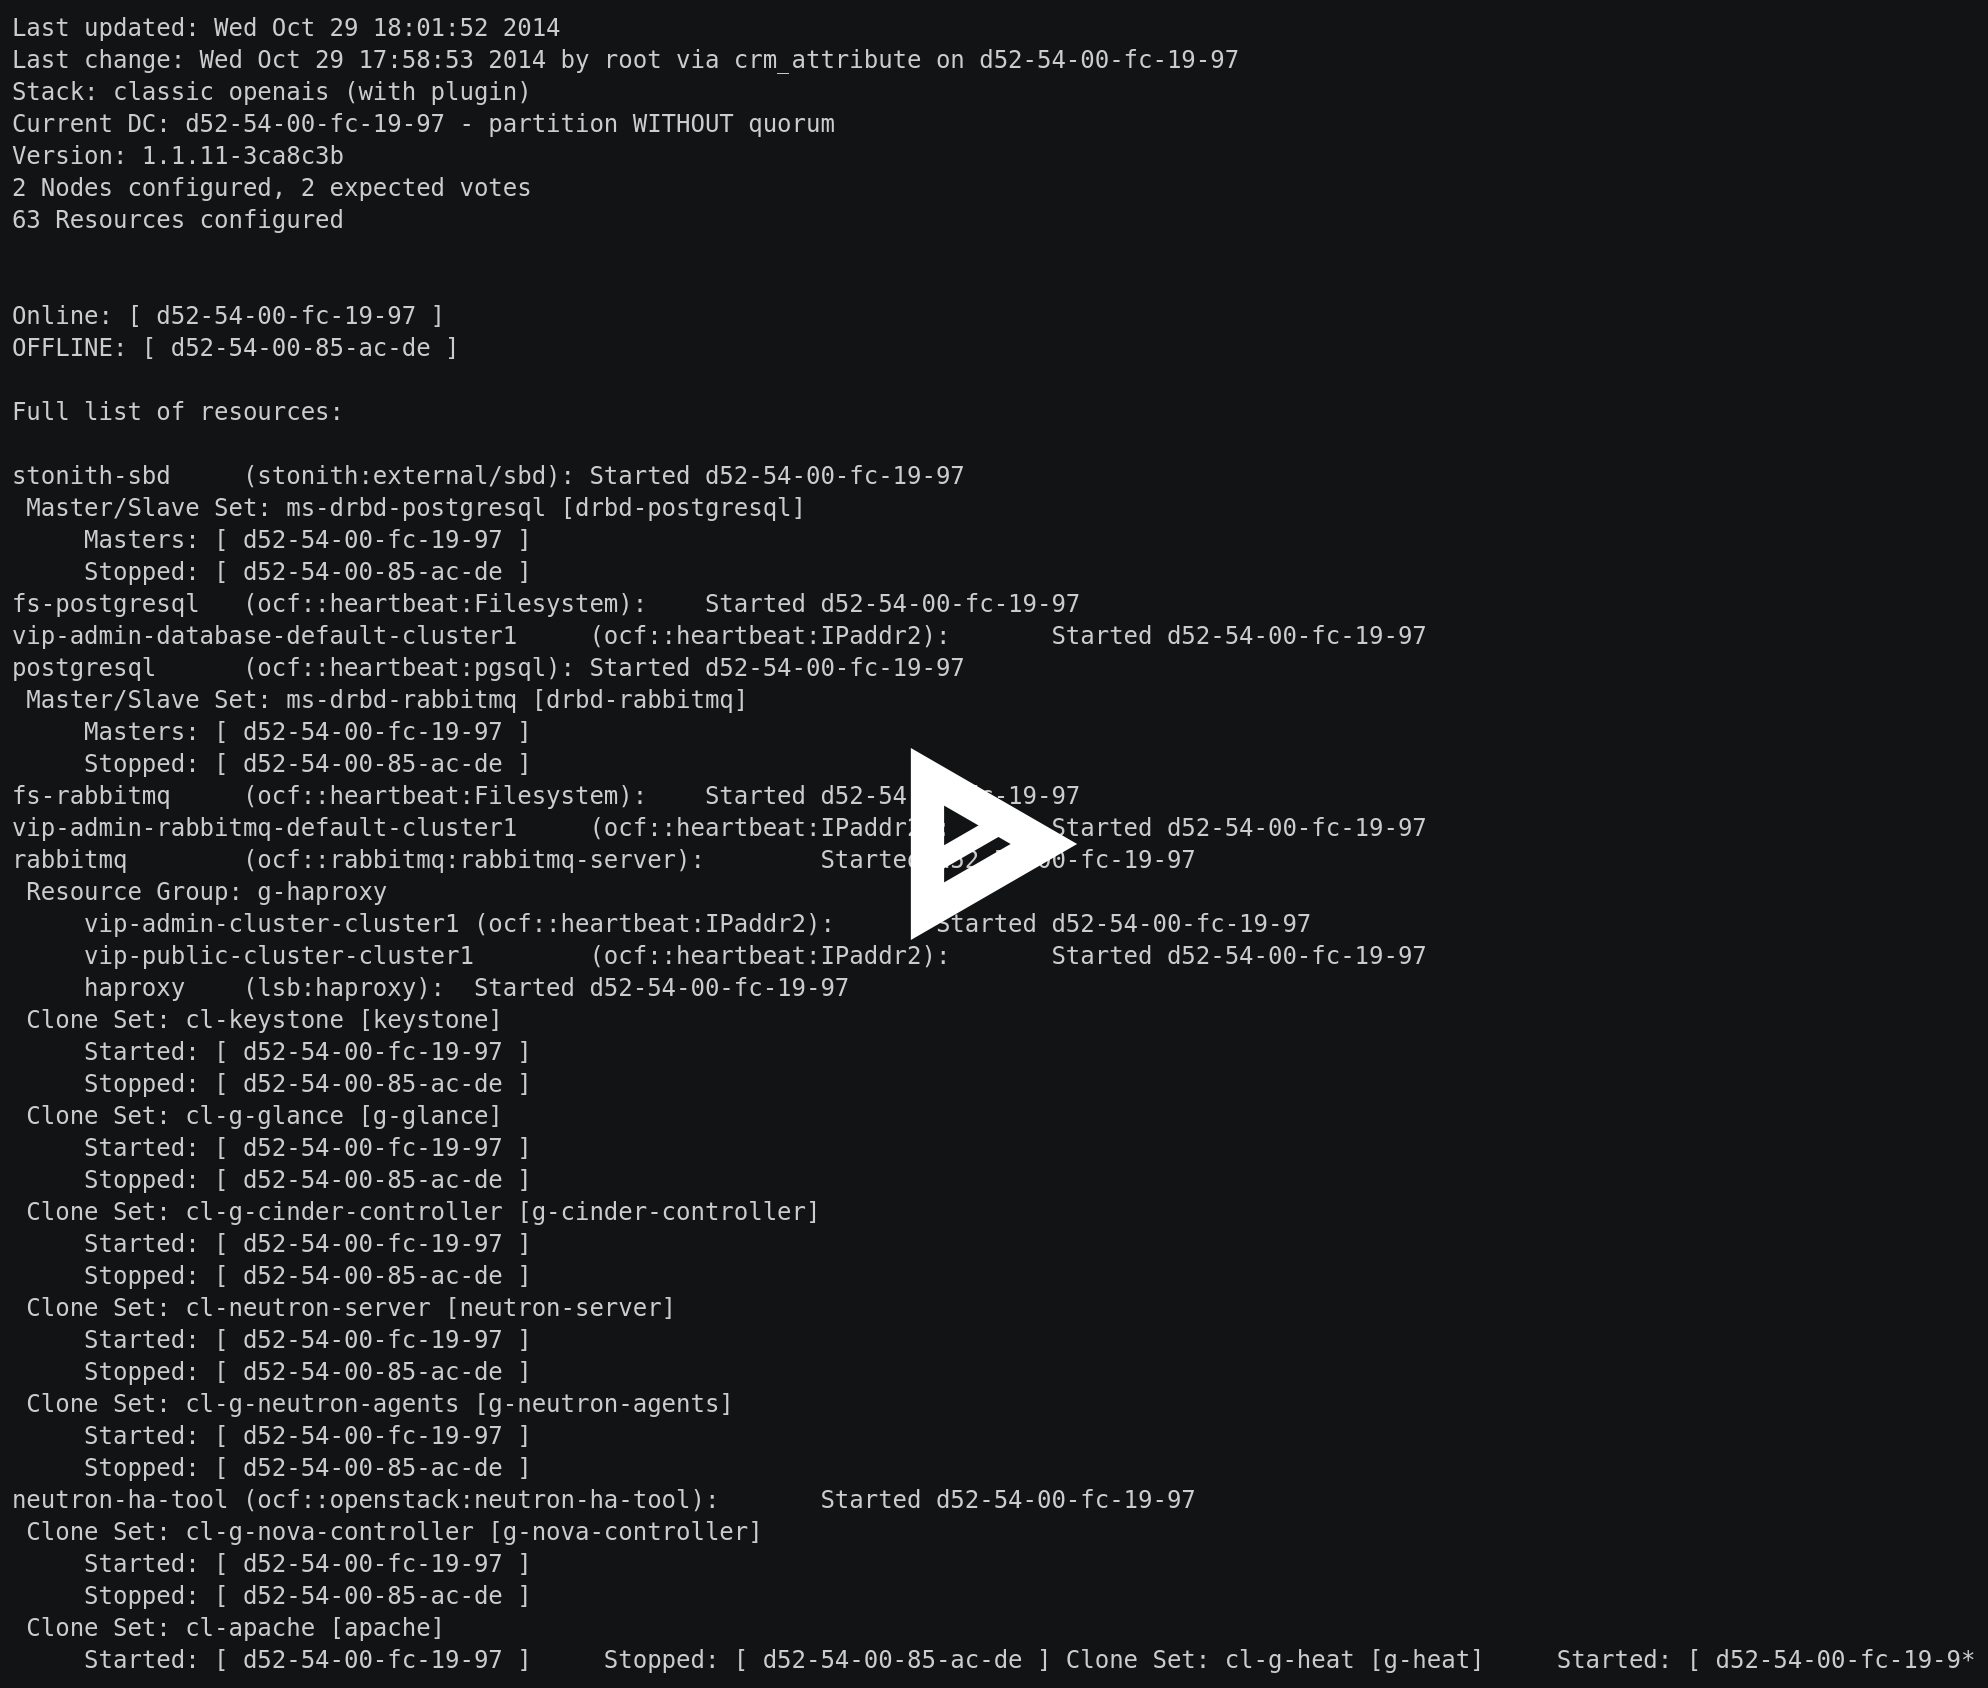 Last updated: Wed Oct 29 18:01:52 2014
Last change: Wed Oct 29 17:58:53 2014 by root via crm_attribute on d52-54-00-fc-19-97
Stack: classic openais (with plugin)
Current DC: d52-54-00-fc-19-97 - partition WITHOUT quorum
Version: 1.1.11-3ca8c3b
2 Nodes configured, 2 expected votes
63 Resources configured
Online: [ d52-54-00-fc-19-97 ]
OFFLINE: [ d52-54-00-85-ac-de ]
Full list of resources:
stonith-sbd     (stonith:external/sbd): Started d52-54-00-fc-19-97
 Master/Slave Set: ms-drbd-postgresql [drbd-postgresql]
     Masters: [ d52-54-00-fc-19-97 ]
     Stopped: [ d52-54-00-85-ac-de ]
fs-postgresql   (ocf::heartbeat:Filesystem):    Started d52-54-00-fc-19-97
vip-admin-database-default-cluster1     (ocf::heartbeat:IPaddr2):       Started d52-54-00-fc-19-97
postgresql      (ocf::heartbeat:pgsql): Started d52-54-00-fc-19-97
 Master/Slave Set: ms-drbd-rabbitmq [drbd-rabbitmq]
     Masters: [ d52-54-00-fc-19-97 ]
     Stopped: [ d52-54-00-85-ac-de ]
fs-rabbitmq     (ocf::heartbeat:Filesystem):    Started
vip-admin-rabbitmq-default-cluster1     (ocf::heartbeat:IPaddr2):       Started d52-54-00-fc-19-97
rabbitmq        (ocf::rabbitmq:rabbitmq-server):        Started
 Resource Group: g-haproxy
     vip-admin-cluster-cluster1 (ocf::heartbeat:IPaddr2):       Started d52-54-00-fc-19-97
     vip-public-cluster-cluster1        (ocf::heartbeat:IPaddr2):       Started d52-54-00-fc-19-97
     haproxy    (lsb:haproxy):  Started d52-54-00-fc-19-97
 Clone Set: cl-keystone [keystone]
     Started: [ d52-54-00-fc-19-97 ]
     Stopped: [ d52-54-00-85-ac-de ]
 Clone Set: cl-g-glance [g-glance]
     Started: [ d52-54-00-fc-19-97 ]
     Stopped: [ d52-54-00-85-ac-de ]
 Clone Set: cl-g-cinder-controller [g-cinder-controller]
     Started: [ d52-54-00-fc-19-97 ]
     Stopped: [ d52-54-00-85-ac-de ]
 Clone Set: cl-neutron-server [neutron-server]
     Started: [ d52-54-00-fc-19-97 ]
     Stopped: [ d52-54-00-85-ac-de ]
 Clone Set: cl-g-neutron-agents [g-neutron-agents]
     Started: [ d52-54-00-fc-19-97 ]
     Stopped: [ d52-54-00-85-ac-de ]
neutron-ha-tool (ocf::openstack:neutron-ha-tool):       Started d52-54-00-fc-19-97
 Clone Set: cl-g-nova-controller [g-nova-controller]
     Started: [ d52-54-00-fc-19-97 ]
     Stopped: [ d52-54-00-85-ac-de ]
 Clone Set: cl-apache [apache]
     Started: [ d52-54-00-fc-19-97 ]     Stopped: [ d52-54-00-85-ac-de ] Clone Set: cl-g-heat [g-heat]     Started: [ d52-54-00-fc-19-9*